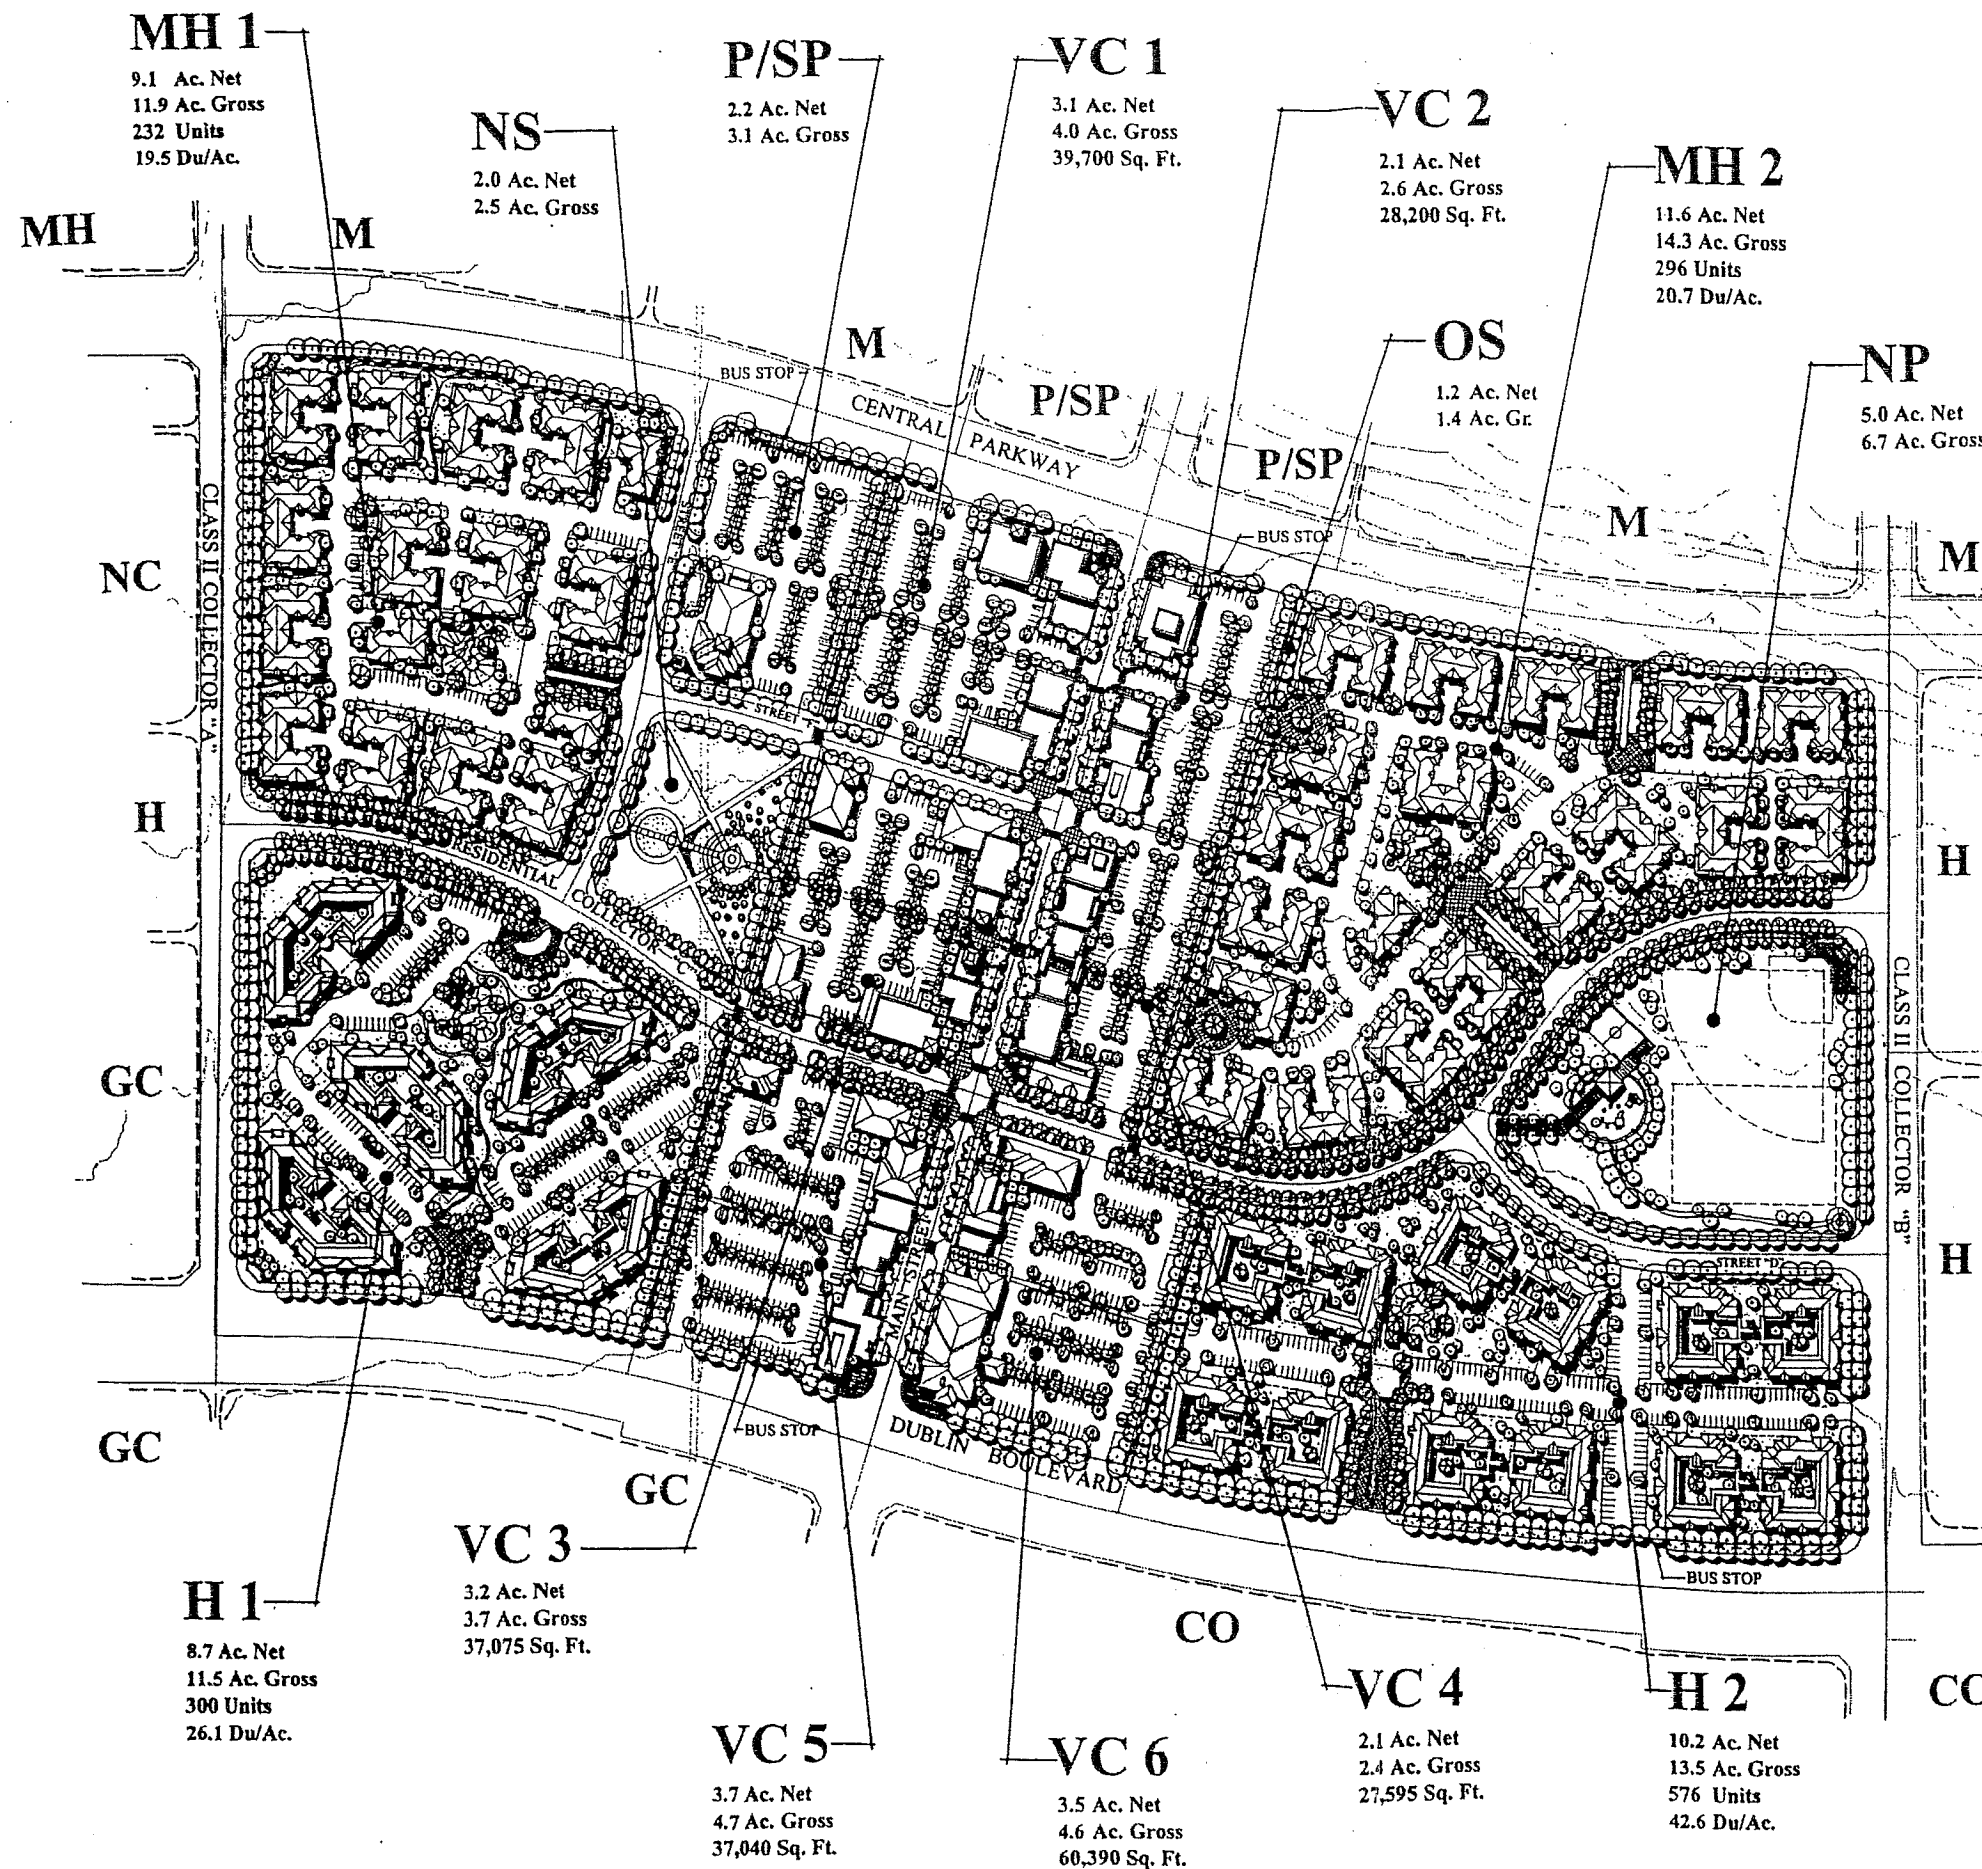 MH 1
9.1 Ac. Net
11.9 Ac. Gross
232 Units
19.5 Du/Ac.
NS
2.0 Ac. Net
2.5 Ac. Gross
P/SP
2.2 Ac. Net
3.1 Ac. Gross
VC 1
3.1 Ac. Net
4.0 Ac. Gross
39,700 Sq. Ft.
VC 2
2.1 Ac. Net
2.6 Ac. Gross
28,200 Sq. Ft.
MH 2
11.6 Ac. Net
14.3 Ac. Gross
296 Units
20.7 Du/Ac.
OS
1.2 Ac. Net
1.4 Ac. Gr.
NP
5.0 Ac. Net
6.7 Ac. Gross
MH
M
M
P/SP
P/SP
M
M
BUS STOP
CENTRAL PARKWAY
BUS STOP
CLASS II COLLECTOR "A"
NC
H
GC
GC
STREET
RESIDENTIAL COLLECTOR "C"
MAIN STREET
CLASS II COLLECTOR "B"
H
H
STREET "D"
BUS STOP
DUBLIN BOULEVARD
BUS STOP
GC
CO
CO
H 1
8.7 Ac. Net
11.5 Ac. Gross
300 Units
26.1 Du/Ac.
VC 3
3.2 Ac. Net
3.7 Ac. Gross
37,075 Sq. Ft.
VC 5
3.7 Ac. Net
4.7 Ac. Gross
37,040 Sq. Ft.
VC 6
3.5 Ac. Net
4.6 Ac. Gross
60,390 Sq. Ft.
VC 4
2.1 Ac. Net
2.4 Ac. Gross
27,595 Sq. Ft.
H 2
10.2 Ac. Net
13.5 Ac. Gross
576 Units
42.6 Du/Ac.